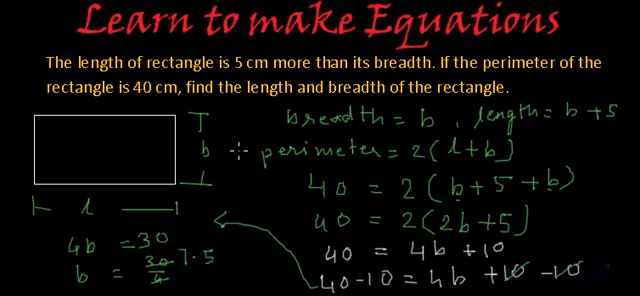 Learn to make Equations
The length of rectangle is 5 cm more than its breadth. If the perimeter of the
rectangle is 40 cm, find the length and breadth of the rectangle.
breadth = b , length = b + 5
b
perimeter = 2(l+b)
40 = 2(b+5+b)
l
40 = 2(2b+5)
40 = 4b+10
40-10 = 4b +10 -10
4b = 30
b = 30/4 7.5